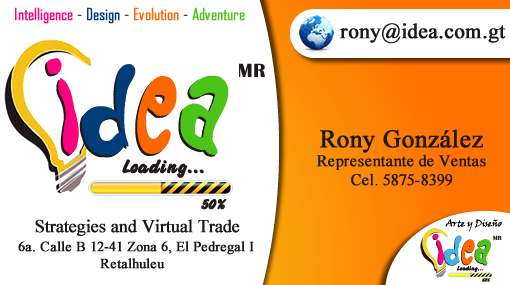 Intelligence - Design - Evolution - Adventure
idea MR
Loading...
50%
Strategies and Virtual Trade
6a. Calle B 12-41 Zona 6, El Pedregal I
Retalhuleu
rony@idea.com.gt
Rony González
Representante de Ventas
Cel. 5875-8399
Arte y Diseño
idea MR
Loading...
50%